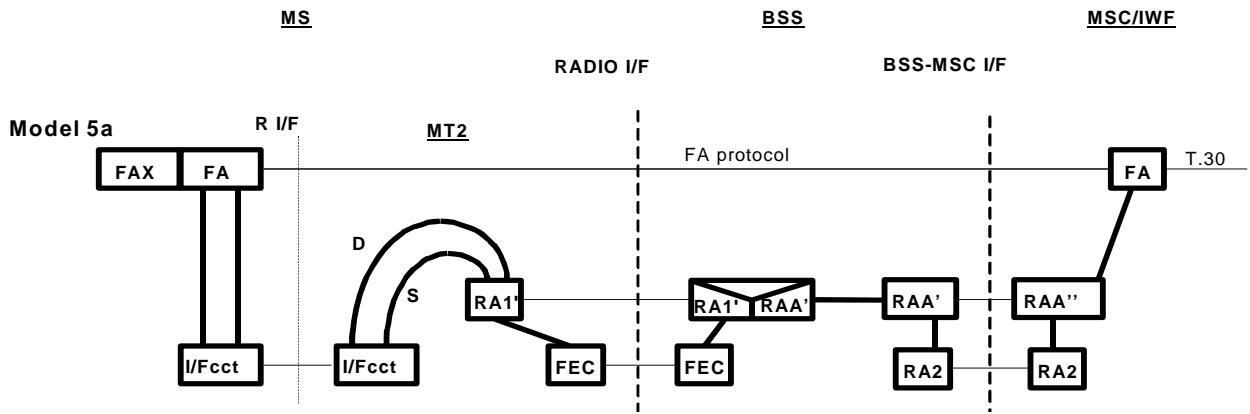 MS BSS MSC/IWF
RADIO I/F BSS-MSC I/F
Model 5a R I/F MT2
FAX FA FA protocol FA T.30
D
S
RA1' RA1' RAA' RAA' RAA''
I/Fcct I/Fcct FEC FEC RA2 RA2